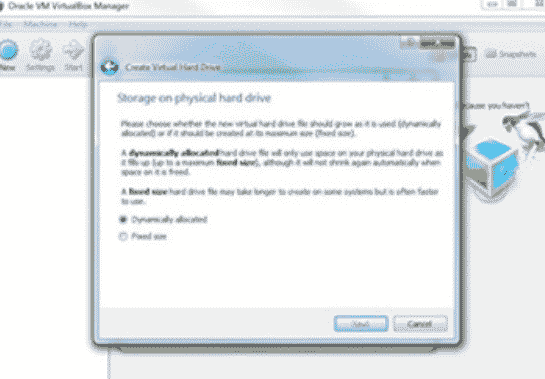 Oracle VM VirtualBox Manager
File Machine Help
New Settings Start
Snapshots
Create Virtual Hard Drive
Storage on physical hard drive
because you haven't
Please choose whether the new virtual hard drive file should grow as it is used (dynamically
allocated) or if it should be created at its maximum size (fixed size).
A dynamically allocated hard drive file will only use space on your physical hard drive as
it fills up (up to a maximum fixed size), although it will not shrink again automatically when
space on it is freed.
A fixed size hard drive file may take longer to create on some systems but is often faster
to use.
Dynamically allocated
Fixed size
Next Cancel